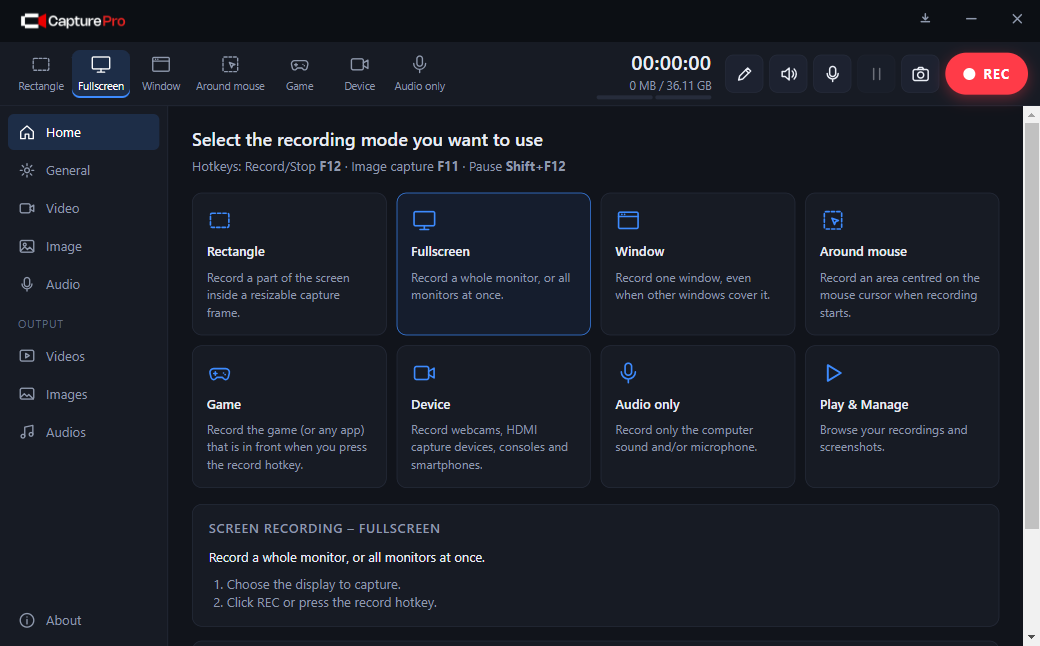 CapturePro
Rectangle
Fullscreen
Window
Around mouse
Game
Device
Audio only
00:00:00
0 MB / 36.11 GB
REC
Home
General
Video
Image
Audio
OUTPUT
Videos
Images
Audios
About
Select the recording mode you want to use
Hotkeys: Record/Stop F12 · Image capture F11 · Pause Shift+F12
Rectangle
Record a part of the screen
inside a resizable capture
frame.
Fullscreen
Record a whole monitor, or all
monitors at once.
Window
Record one window, even
when other windows cover it.
Around mouse
Record an area centred on the
mouse cursor when recording
starts.
Game
Record the game (or any app)
that is in front when you press
the record hotkey.
Device
Record webcams, HDMI
capture devices, consoles and
smartphones.
Audio only
Record only the computer
sound and/or microphone.
Play & Manage
Browse your recordings and
screenshots.
SCREEN RECORDING – FULLSCREEN
Record a whole monitor, or all monitors at once.
1. Choose the display to capture.
2. Click REC or press the record hotkey.